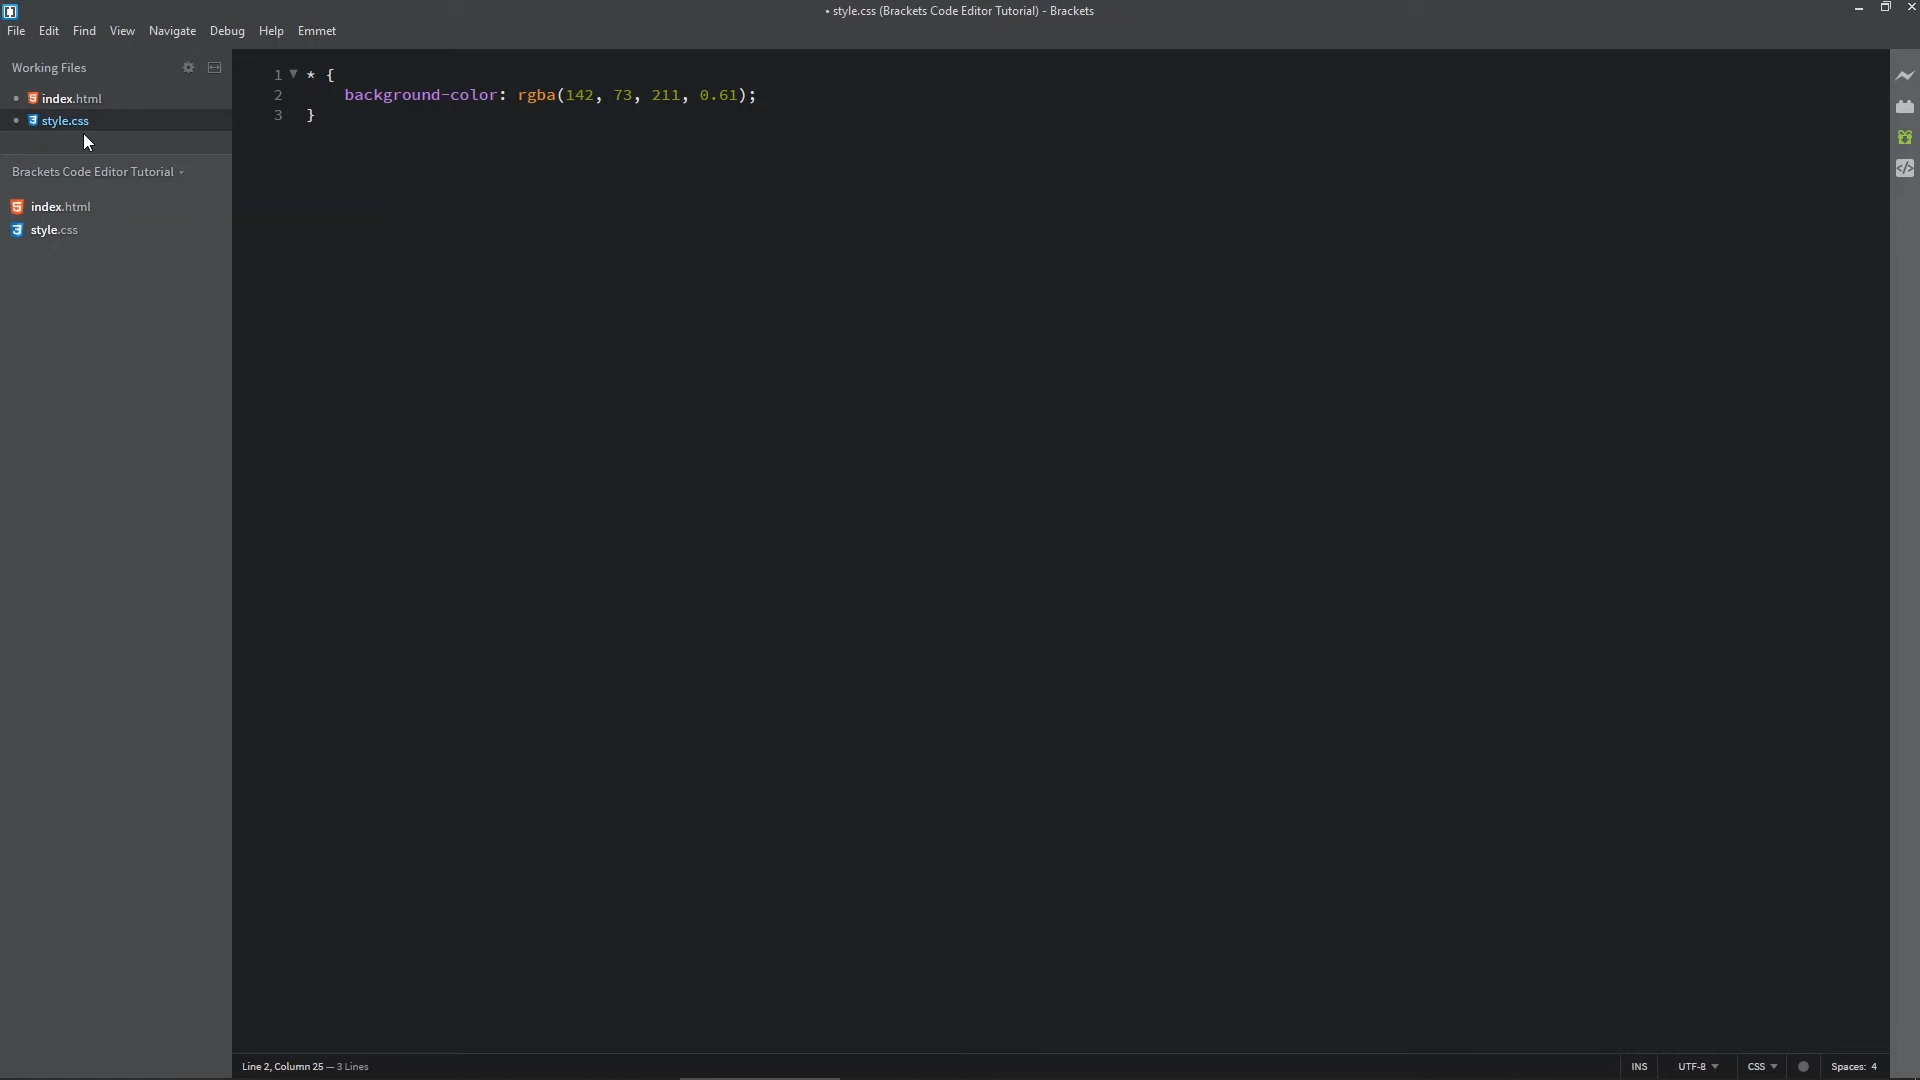 • style.css (Brackets Code Editor Tutorial) - Brackets
File Edit Find View Navigate Debug Help Emmet
Working Files
• index.html
• style.css
Brackets Code Editor Tutorial
index.html
style.css
1 * {
2 background-color: rgba(142, 73, 211, 0.61);
3 }
Line 2, Column 25 — 3 Lines
INS UTF-8 CSS Spaces: 4